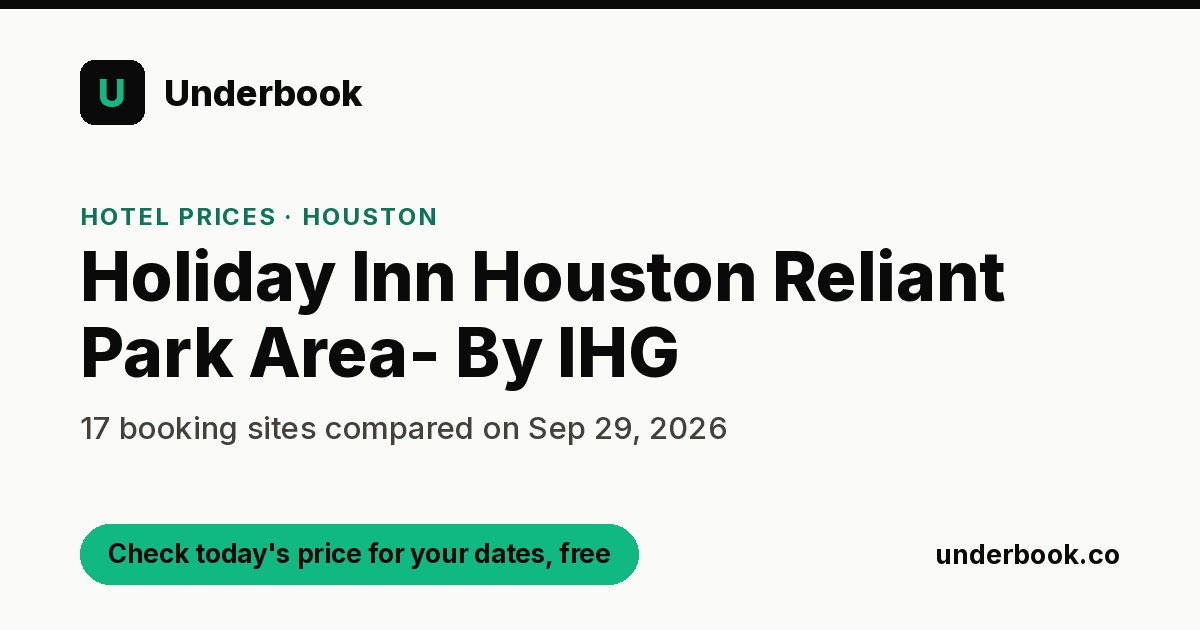 U
Underbook
HOTEL PRICES · HOUSTON
Holiday Inn Houston Reliant
Park Area- By IHG
17 booking sites compared on Sep 29, 2026
Check today's price for your dates, free
underbook.co